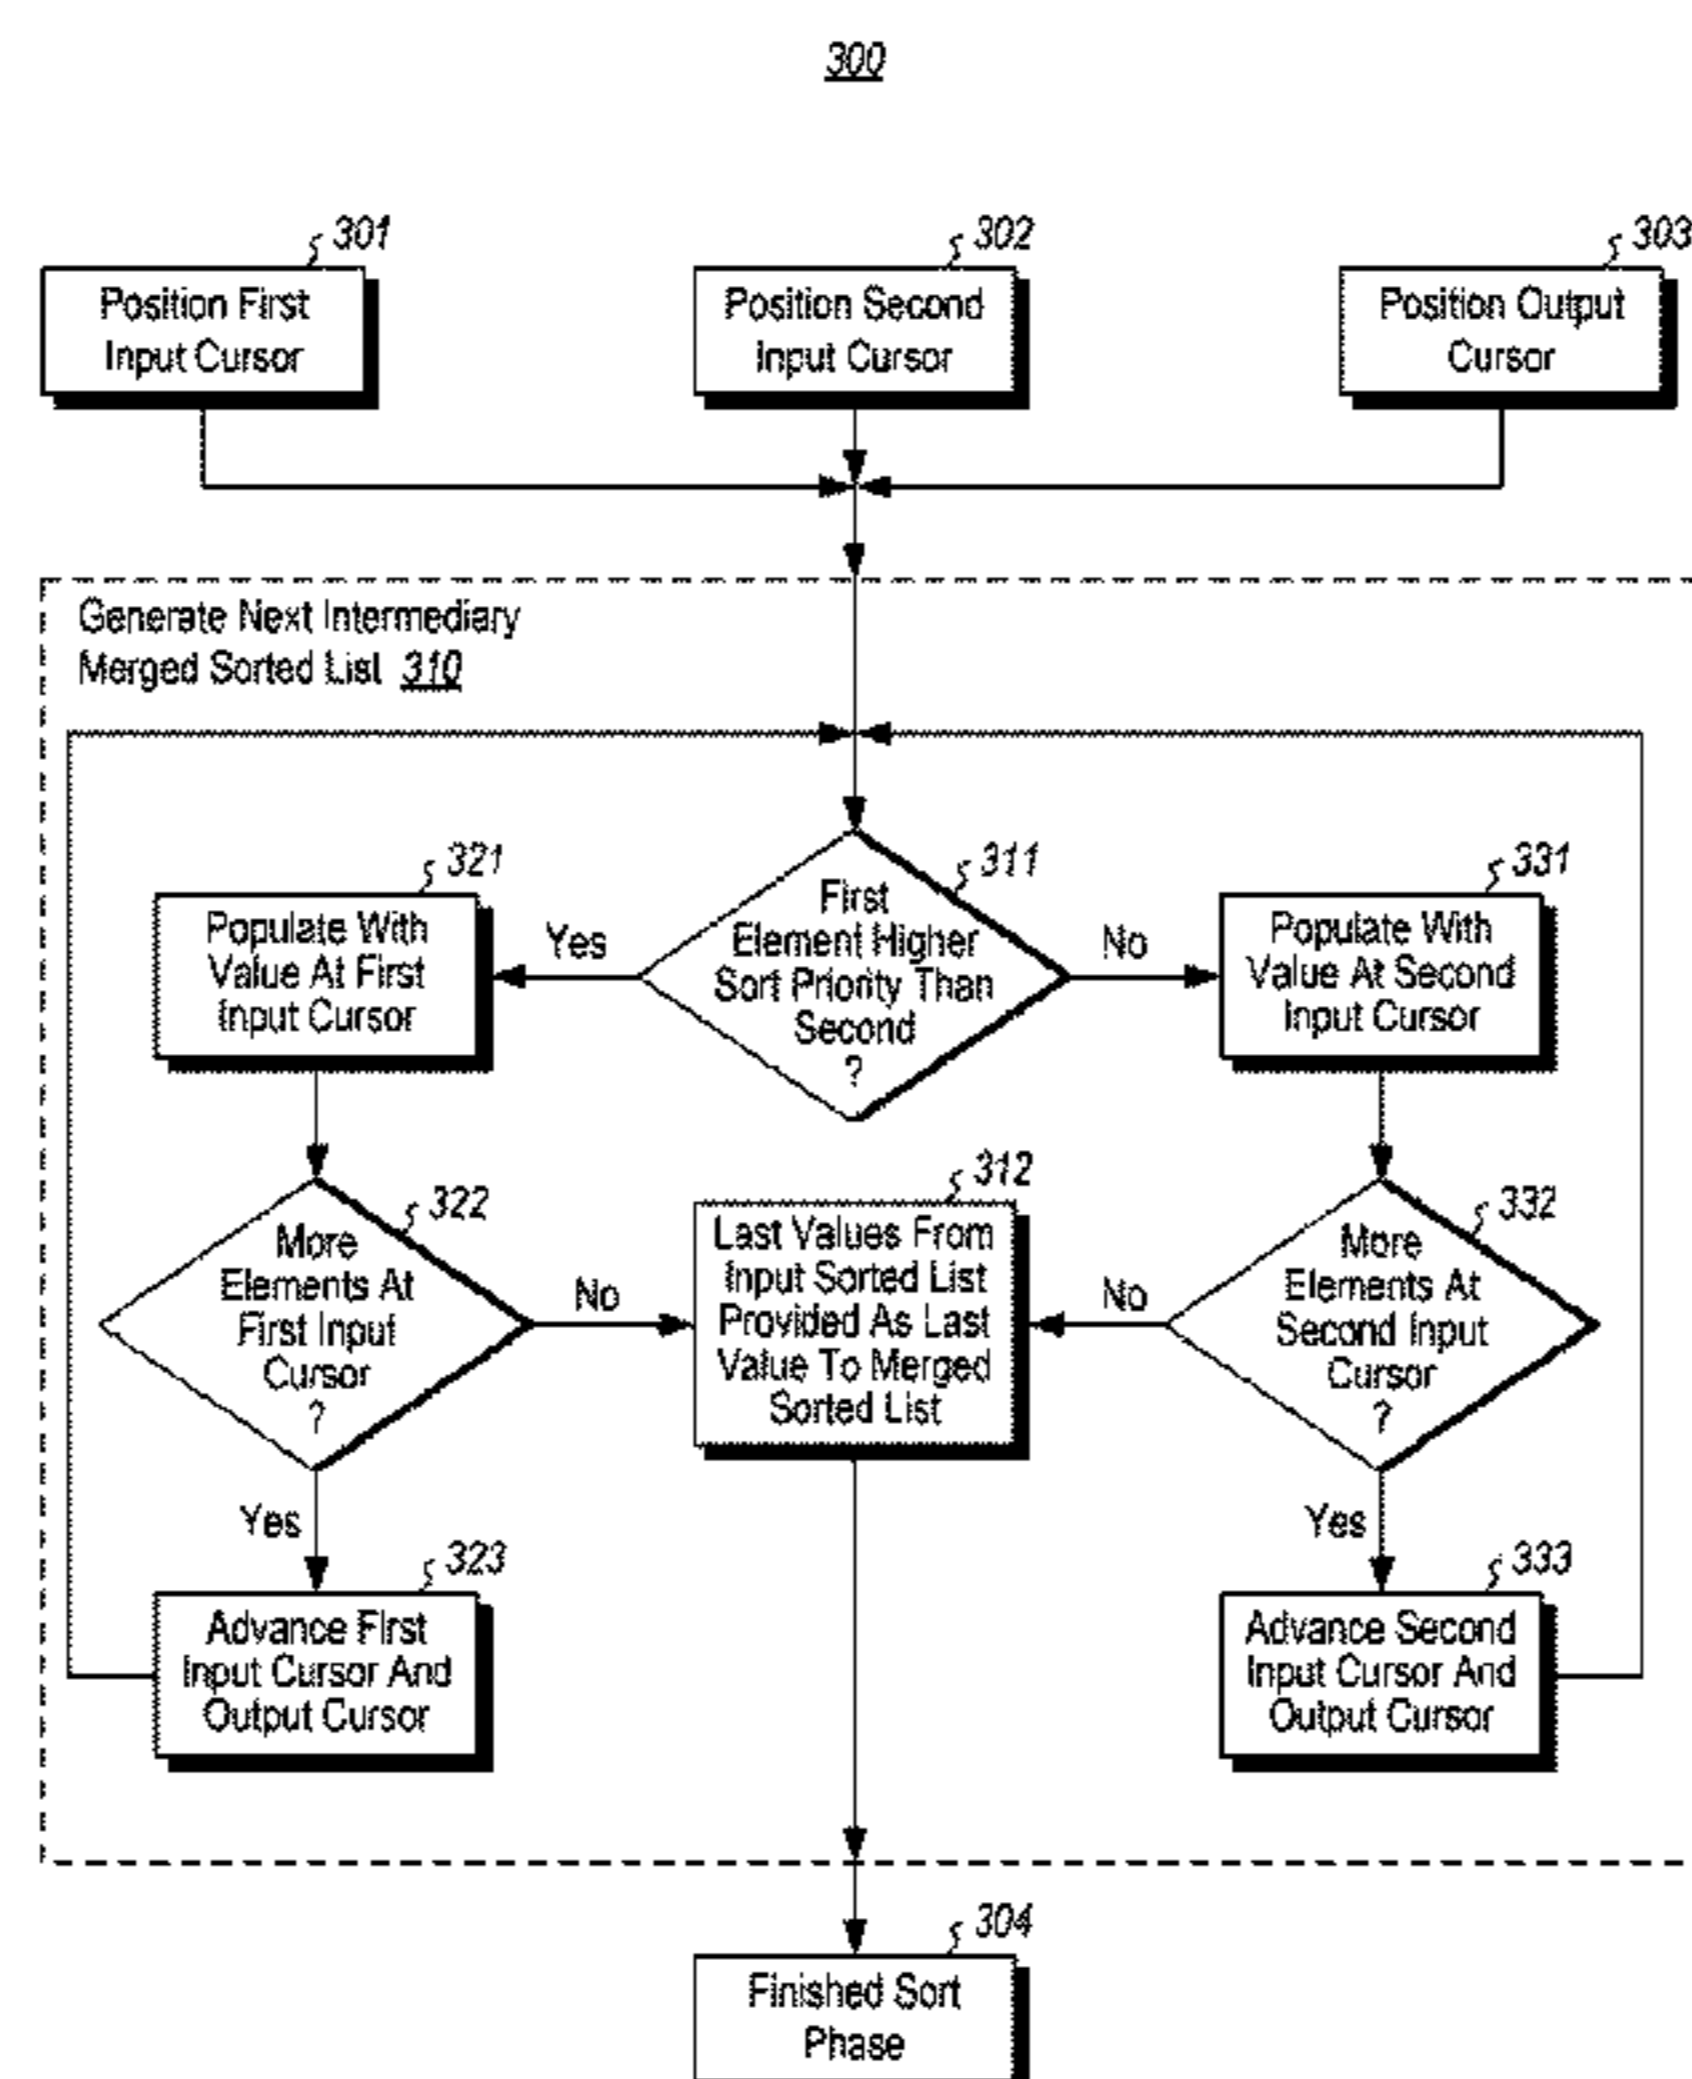 300
301
Position First
Input Cursor
302
Position Second
Input Cursor
303
Position Output
Cursor
Generate Next Intermediary
Merged Sorted List 310
321
Populate With
Value At First
Input Cursor
Yes
311
First
Element Higher
Sort Priority Than
Second
?
No
331
Populate With
Value At Second
Input Cursor
322
More
Elements At
First Input
Cursor
?
No
312
Last Values From
Input Sorted List
Provided As Last
Value To Merged
Sorted List
No
332
More
Elements At
Second Input
Cursor
?
Yes
323
Advance First
Input Cursor And
Output Cursor
Yes
333
Advance Second
Input Cursor And
Output Cursor
304
Finished Sort
Phase